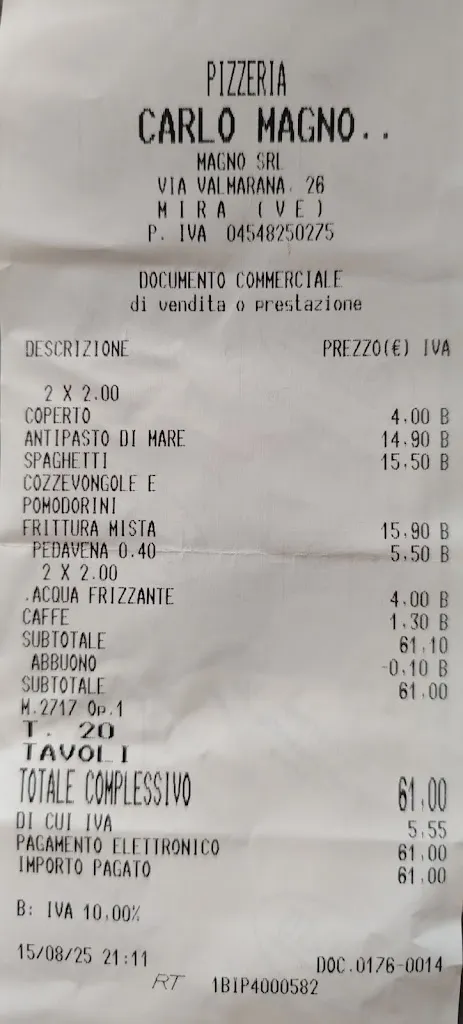 PIZZERIA
CARLO MAGNO..
MAGNO SRL
VIA VALMARANA. 26
MIRA (VE)
P. IVA 04548250275
DOCUMENTO COMMERCIALE
di vendita o prestazione
DESCRIZIONE PREZZO(€) IVA
2 X 2.00
COPERTO 4.00 B
ANTIPASTO DI MARE 14.90 B
SPAGHETTI 15.50 B
COZZEVONGOLE E
POMODORINI
FRITTURA MISTA 15.90 B
PEDAVENA 0.40 5.50 B
2 X 2.00
.ACQUA FRIZZANTE 4.00 B
CAFFE 1.30 B
SUBTOTALE 61.10
ABBUONO -0.10 B
SUBTOTALE 61.00
M.2717 Op.1
T. 20
TAVOLI
TOTALE COMPLESSIVO 61.00
DI CUI IVA 5.55
PAGAMENTO ELETTRONICO 61.00
IMPORTO PAGATO 61.00
B: IVA 10.00%
15/08/25 21:11 DOC.0176-0014
RT 1BIP4000582